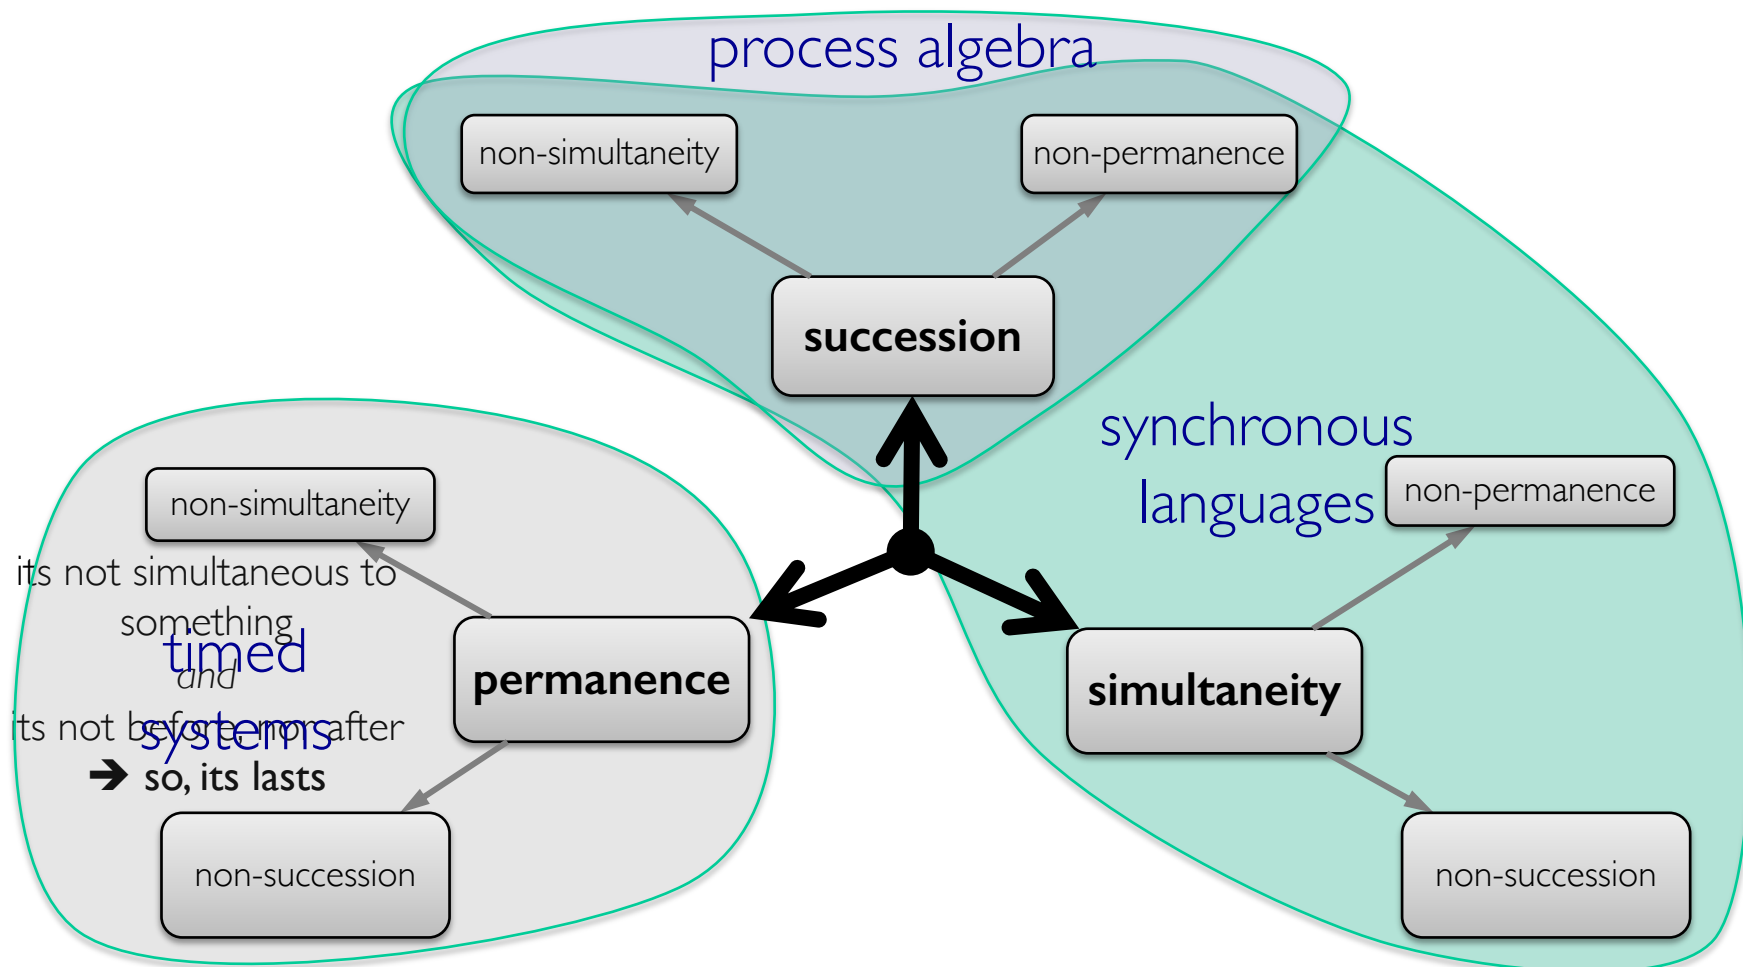 process algebra
non-simultaneity
non-permanence
succession
synchronous
languages
non-permanence
non-simultaneity
its not simultaneous to
something
and
its not before, nor after
➔ so, its lasts
timed
systems
permanence
simultaneity
non-succession
non-succession